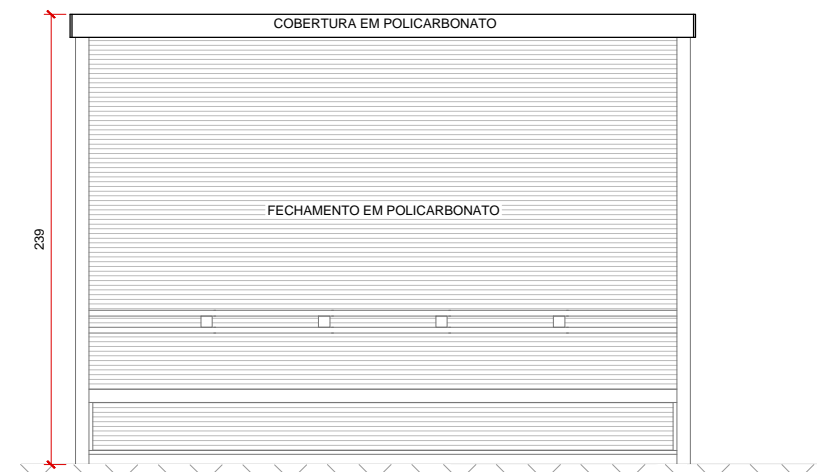 COBERTURA EM POLICARBONATO
FECHAMENTO EM POLICARBONATO
239